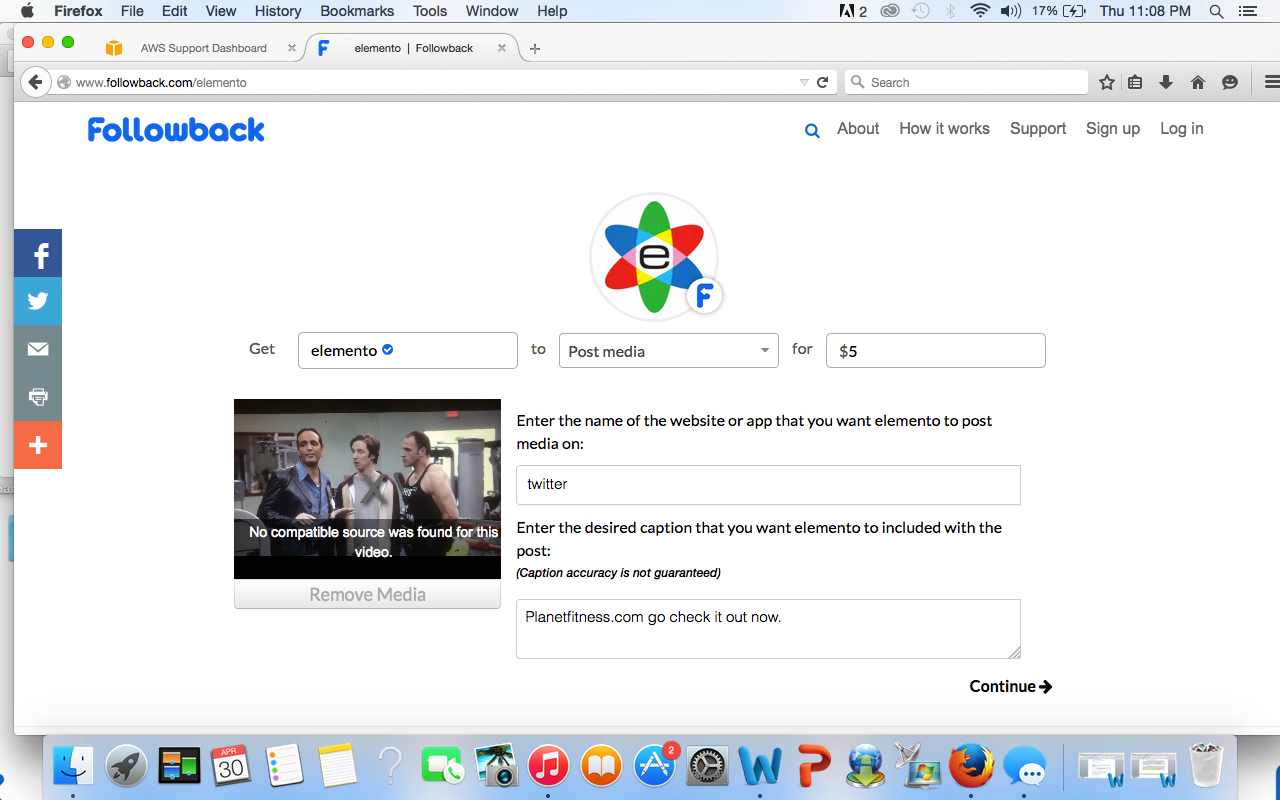 Firefox File Edit View History Bookmarks Tools Window Help 2 17% Thu 11:08 PM
AWS Support Dashboard elemento | Followback
www.followback.com/elemento Search
Followback About How it works Support Sign up Log in
e
F
f
Get elemento to Post media for $5
Enter the name of the website or app that you want elemento to post
media on:
twitter
No compatible source was found for this
video.
Remove Media
Enter the desired caption that you want elemento to included with the
post:
(Caption accuracy is not guaranteed)
Planetfitness.com go check it out now.
Continue
APR
30
2